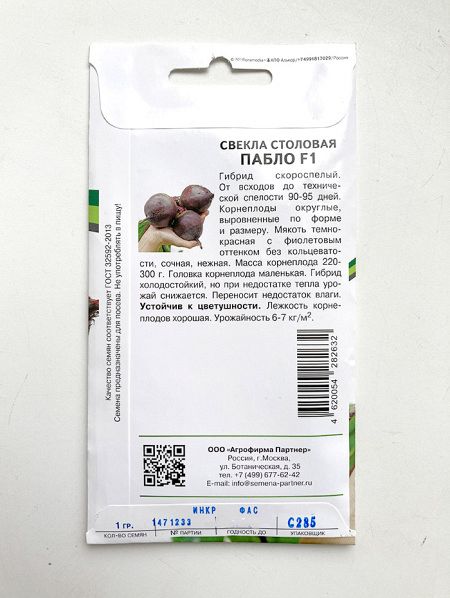 СВЕКЛА СТОЛОВАЯ
ПАБЛО F1
Гибрид скороспелый.
От всходов до техниче-
ской спелости 90-95 дней.
Корнеплоды округлые,
выровненные по форме
и размеру. Мякоть темно-
красная с фиолетовым
оттенком без кольцевато-
сти, сочная, нежная. Масса корнеплода 220-
300 г. Головка корнеплода маленькая. Гибрид
холодостойкий, но при недостатке тепла уро-
жай снижается. Переносит недостаток влаги.
Устойчив к цветушности. Лежкость корне-
плодов хорошая. Урожайность 6-7 кг/м².
Качество семян соответствует ГОСТ 32592-2013
Семена предназначены для посева. Не употреблять в пищу!
4 620054 282632
ООО «Агрофирма Партнер»
Россия, г.Москва,
ул. Ботаническая, д. 35
тел. +7 (499) 677-62-42
E-mail: info@semena-partner.ru
ИНКР ФАС
1 гр. 1471233 С285
КОЛ-ВО СЕМЯН № ПАРТИИ ГОДНОСТЬ ДО УПАКОВЩИК